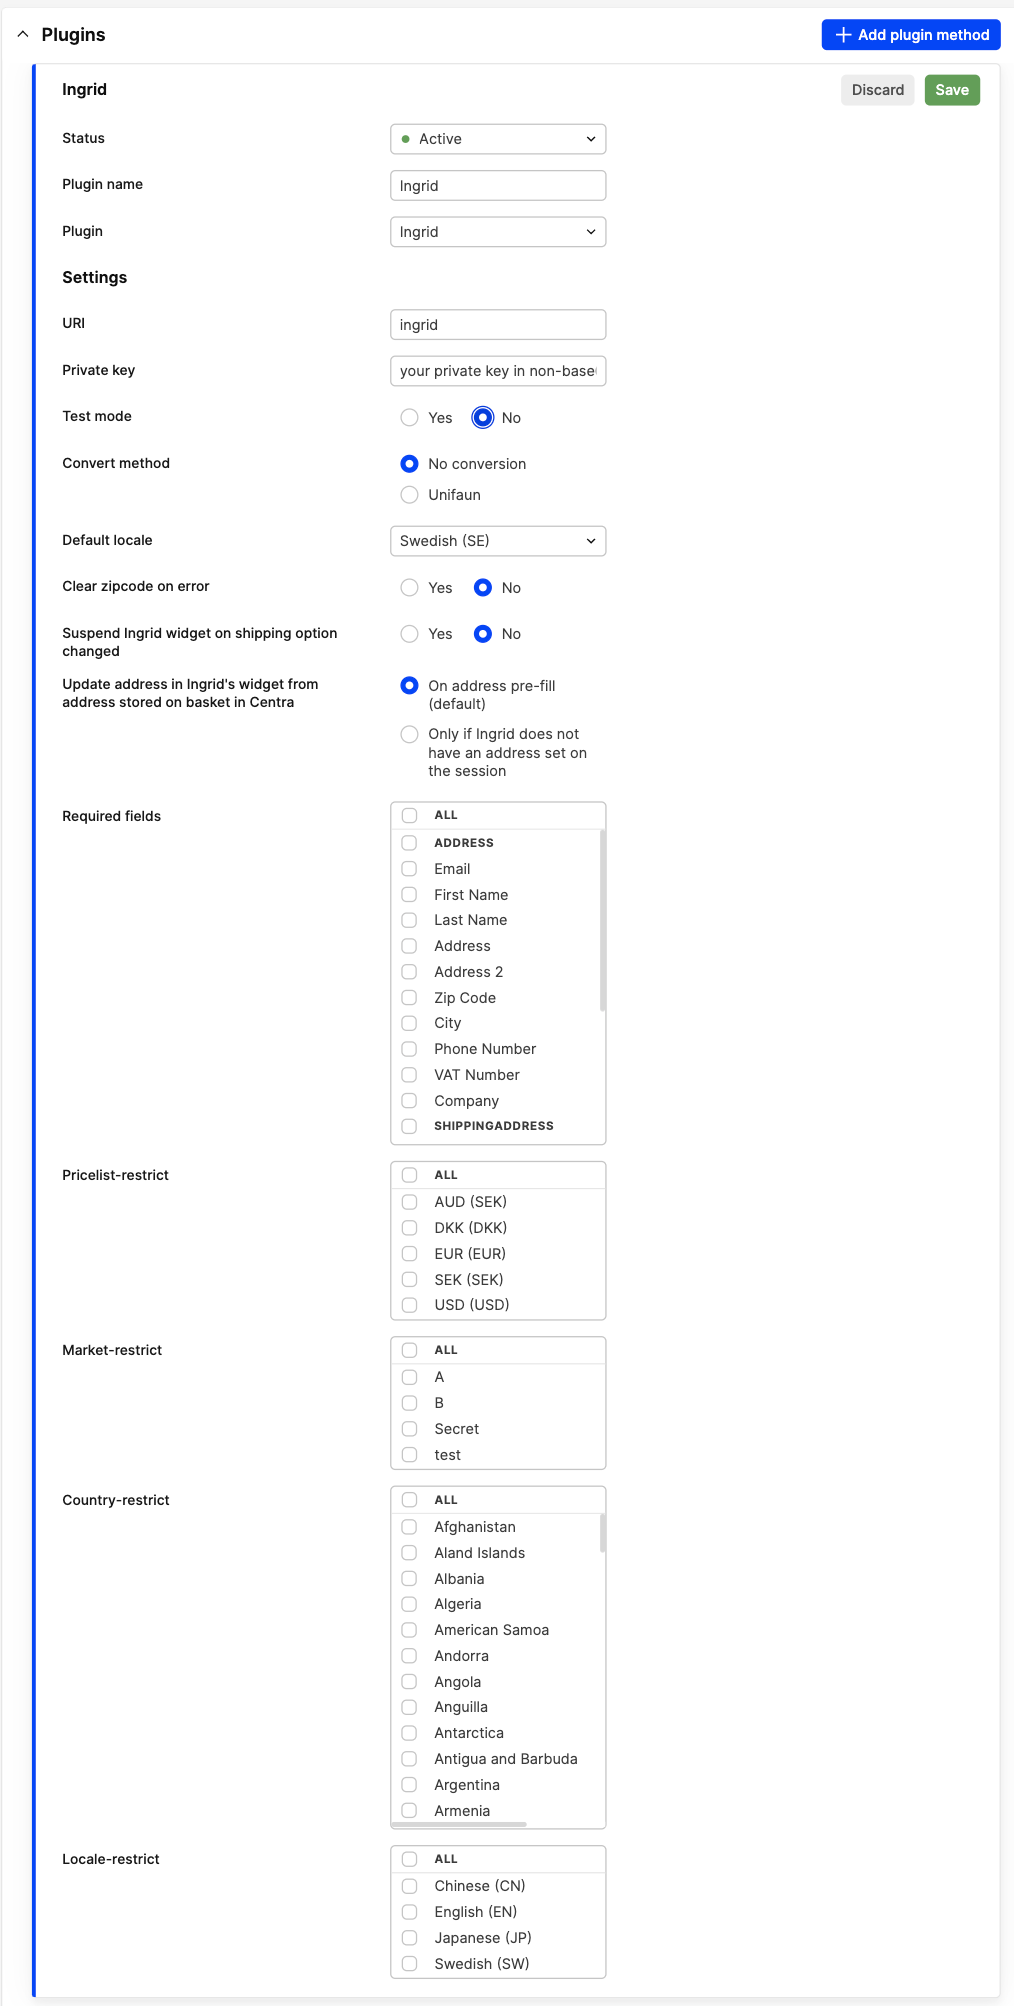 Plugins
Add plugin method
Ingrid
Discard
Save
Status
Active
Plugin name
Ingrid
Plugin
Ingrid
Settings
URI
ingrid
Private key
your private key in non-base
Test mode
Yes
No
Convert method
No conversion
Unifaun
Default locale
Swedish (SE)
Clear zipcode on error
Yes
No
Suspend Ingrid widget on shipping option
changed
Yes
No
Update address in Ingrid's widget from
address stored on basket in Centra
On address pre-fill
(default)
Only if Ingrid does not
have an address set on
the session
Required fields
ALL
ADDRESS
Email
First Name
Last Name
Address
Address 2
Zip Code
City
Phone Number
VAT Number
Company
SHIPPINGADDRESS
Pricelist-restrict
ALL
AUD (SEK)
DKK (DKK)
EUR (EUR)
SEK (SEK)
USD (USD)
Market-restrict
ALL
A
B
Secret
test
Country-restrict
ALL
Afghanistan
Aland Islands
Albania
Algeria
American Samoa
Andorra
Angola
Anguilla
Antarctica
Antigua and Barbuda
Argentina
Armenia
Locale-restrict
ALL
Chinese (CN)
English (EN)
Japanese (JP)
Swedish (SW)